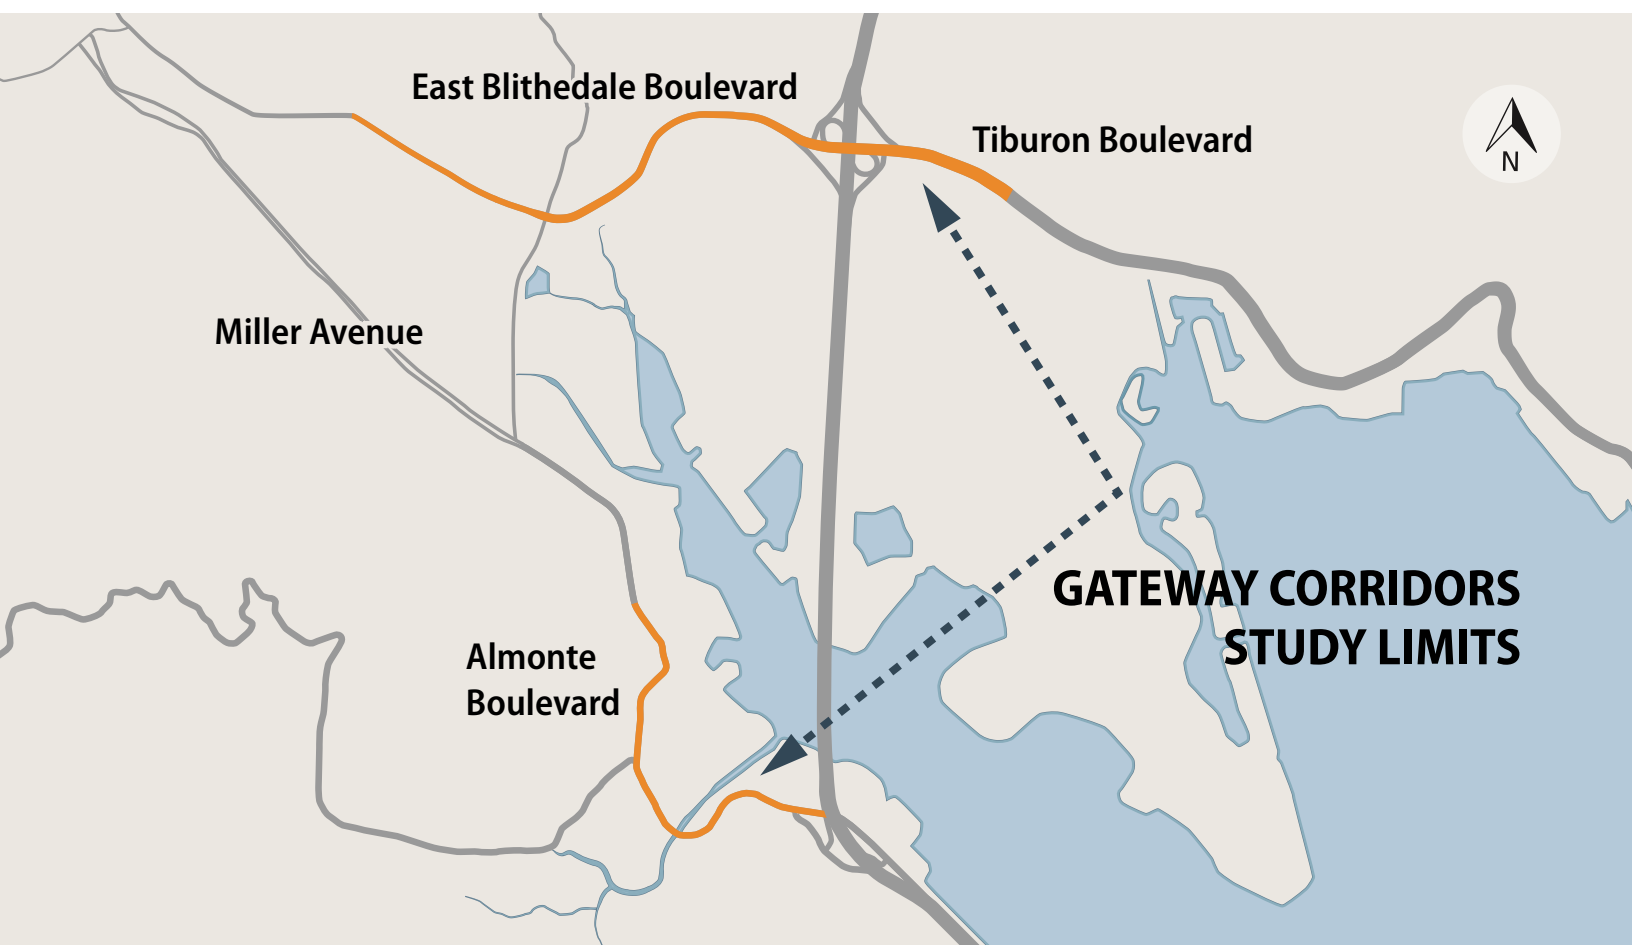 East Blithedale Boulevard
Tiburon Boulevard
N
Miller Avenue
GATEWAY CORRIDORS
STUDY LIMITS
Almonte
Boulevard